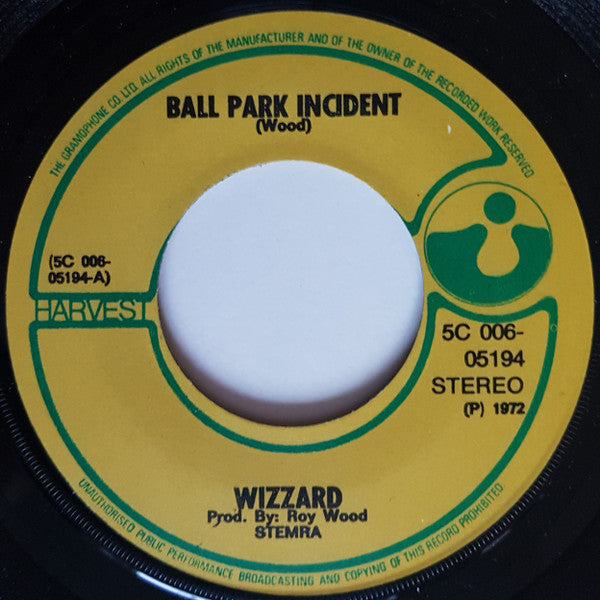 THE GRAMOPHONE CO. LTD. ALL RIGHTS OF THE MANUFACTURER AND OF THE OWNER OF THE RECORDED WORK RESERVED
BALL PARK INCIDENT
(Wood)
(5C 006-
05194-A)
HARVEST
5C 006-
05194
STEREO
(P) 1972
WIZZARD
Prod. By: Roy Wood
STEMRA
UNAUTHORISED PUBLIC PERFORMANCE BROADCASTING AND COPYING OF THIS RECORD PROHIBITED